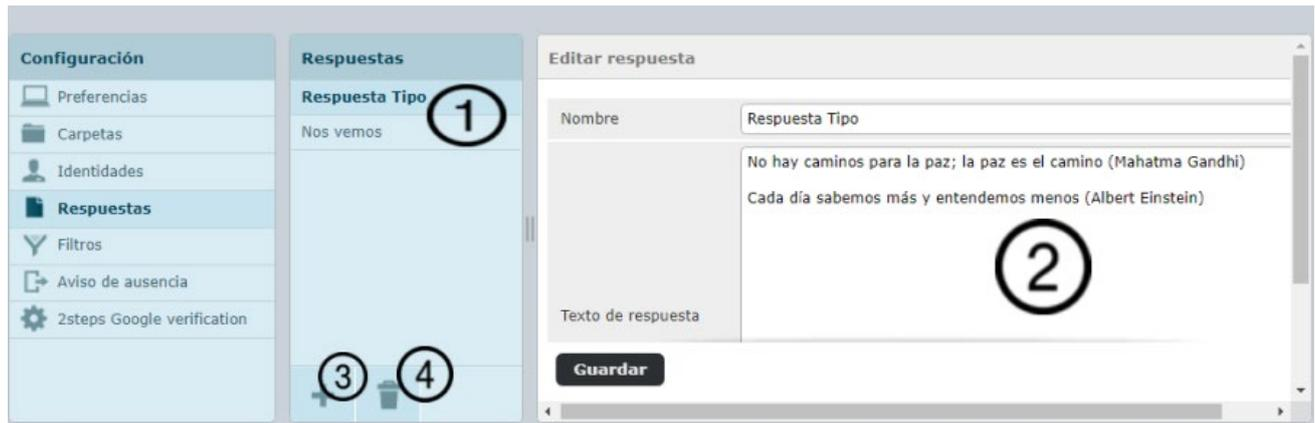 Configuración
Preferencias
Carpetas
Identidades
Respuestas
Filtros
Aviso de ausencia
2steps Google verification
Respuestas
Respuesta Tipo
1
Nos vemos
3
4
Editar respuesta
Nombre
Respuesta Tipo
Texto de respuesta
No hay caminos para la paz; la paz es el camino (Mahatma Gandhi)
Cada día sabemos más y entendemos menos (Albert Einstein)
2
Guardar